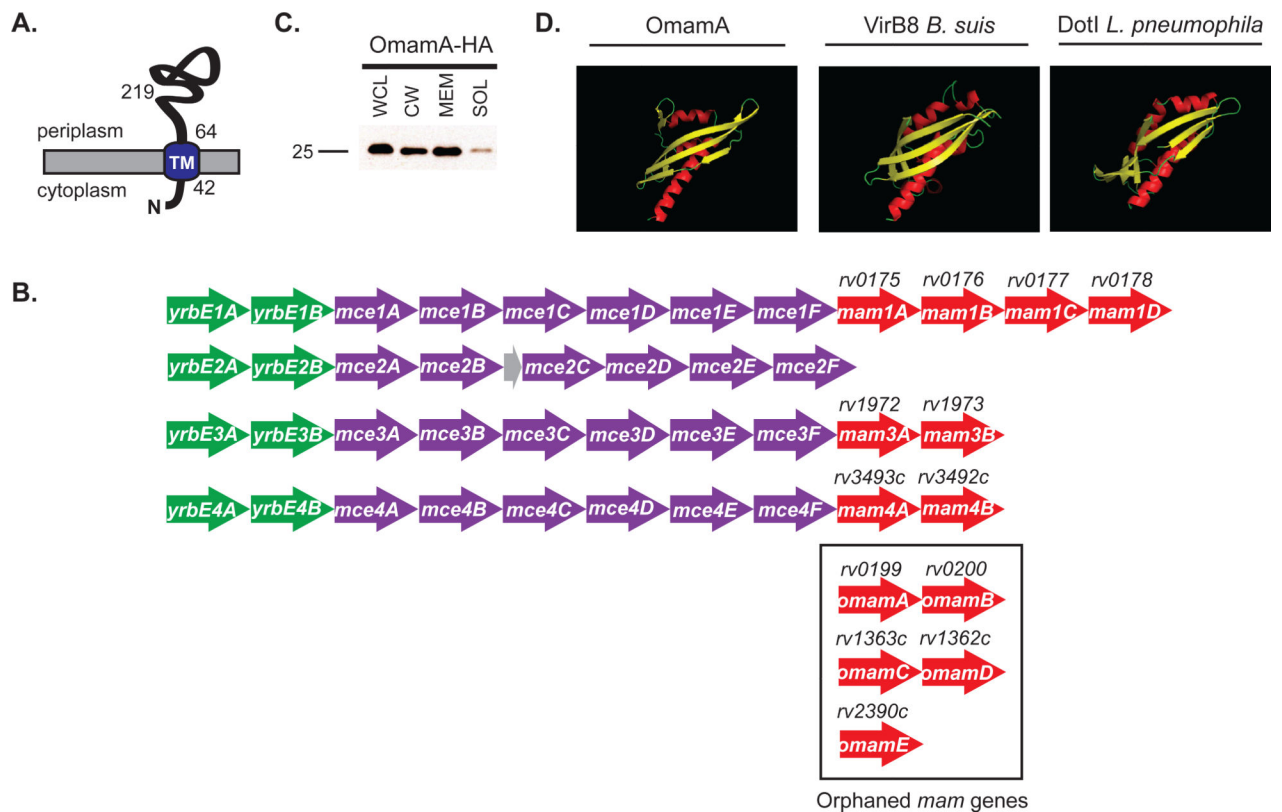 A.
219
periplasm
64
TM
cytoplasm
42
N
C.
OmamA-HA
WCL CW MEM SOL
25
D.
OmamA VirB8 B. suis DotI L. pneumophila
B.
rv0175 rv0176 rv0177 rv0178
yrbE1A yrbE1B mce1A mce1B mce1C mce1D mce1E mce1F mam1A mam1B mam1C mam1D
yrbE2A yrbE2B mce2A mce2B mce2C mce2D mce2E mce2F
rv1972 rv1973
yrbE3A yrbE3B mce3A mce3B mce3C mce3D mce3E mce3F mam3A mam3B
rv3493c rv3492c
yrbE4A yrbE4B mce4A mce4B mce4C mce4D mce4E mce4F mam4A mam4B
rv0199 rv0200
omamA omamB
rv1363c rv1362c
omamC omamD
rv2390c
omamE
Orphaned mam genes